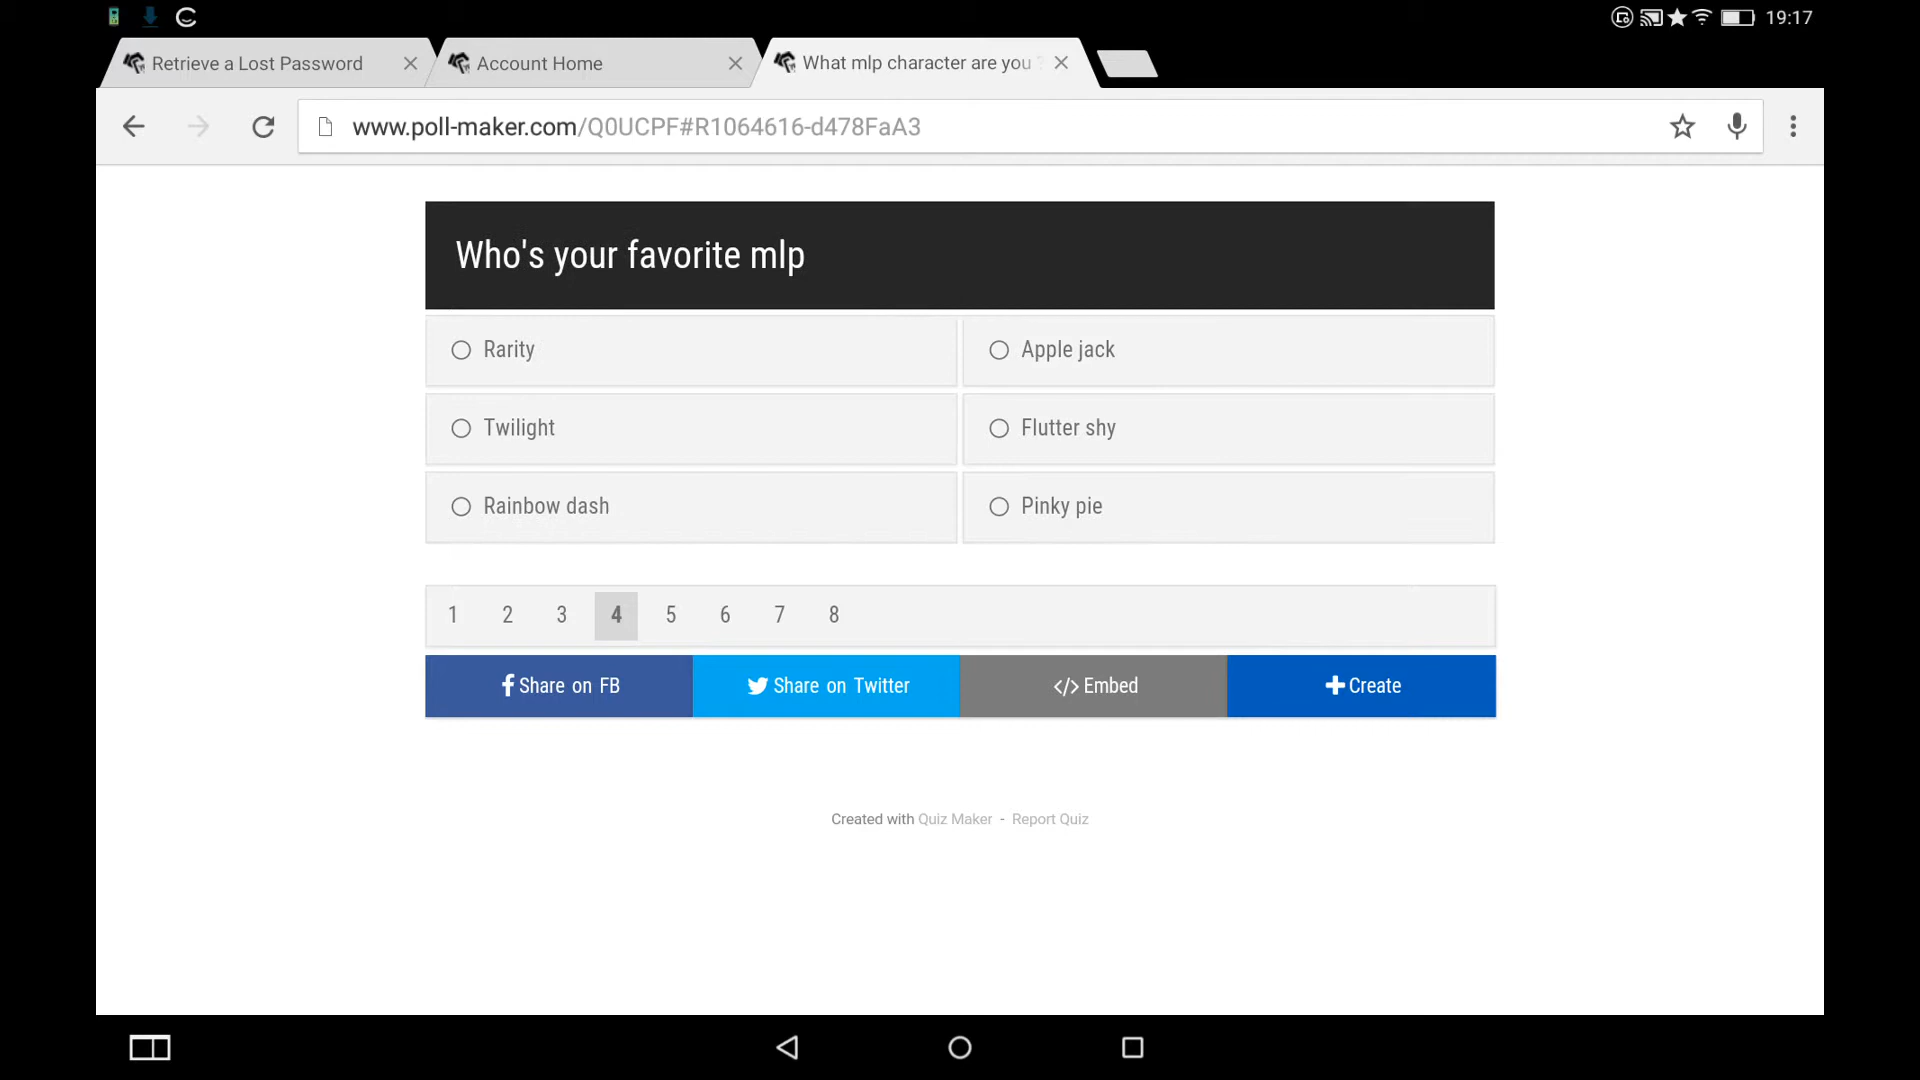 19:17
Retrieve a Lost Password
Account Home
What mlp character are you ?
www.poll-maker.com/Q0UCPF#R1064616-d478FaA3
Who's your favorite mlp
Rarity
Apple jack
Twilight
Flutter shy
Rainbow dash
Pinky pie
1 2 3 4 5 6 7 8
Share on FB
Share on Twitter
</> Embed
Create
Created with Quiz Maker - Report Quiz